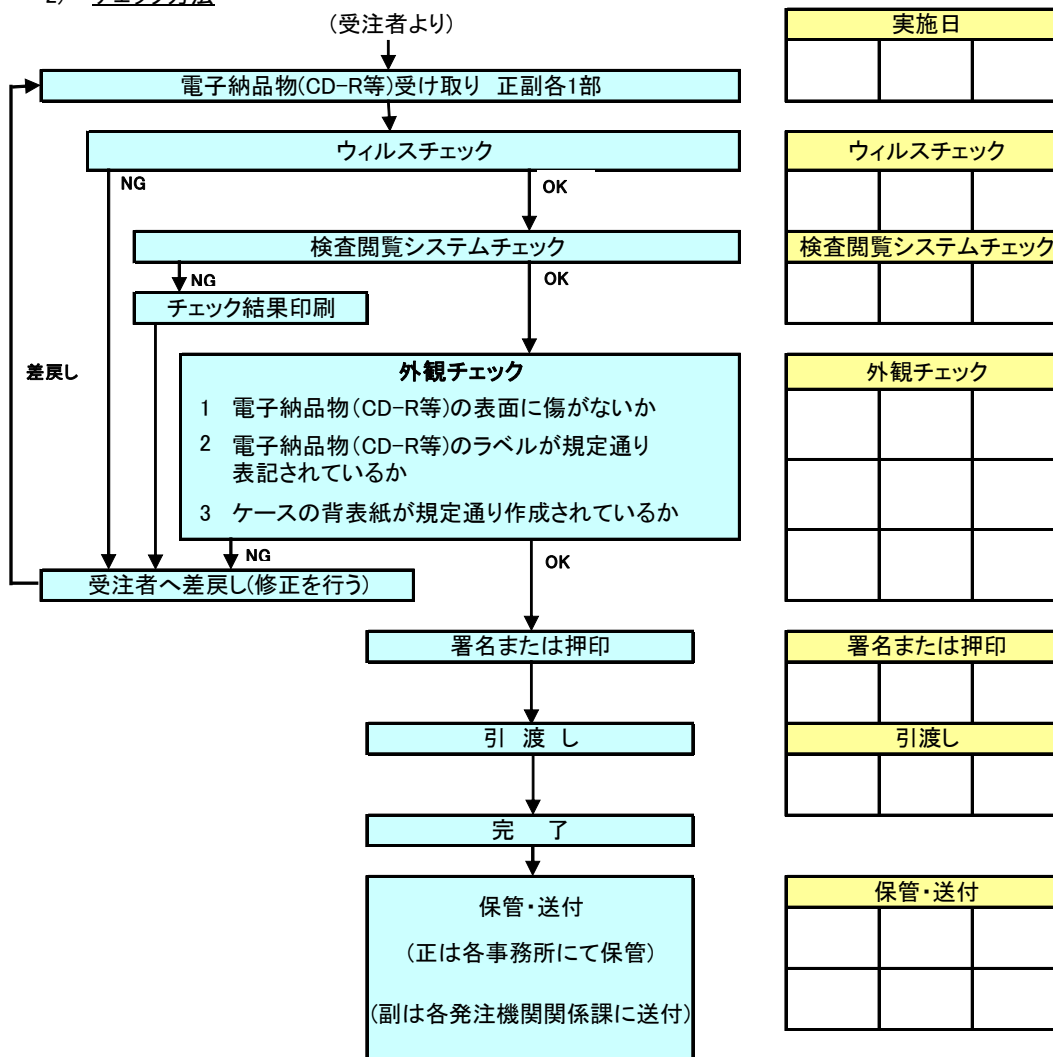 2) チェック方法
(受注者より)
電子納品物(CD-R等)受け取り 正副各1部
ウィルスチェック
NG
OK
検査閲覧システムチェック
NG
OK
チェック結果印刷
差戻し
外観チェック
1 電子納品物(CD-R等)の表面に傷がないか
2 電子納品物(CD-R等)のラベルが規定通り
表記されているか
3 ケースの背表紙が規定通り作成されているか
NG
OK
受注者へ差戻し(修正を行う)
署名または押印
引 渡 し
完 了
保管・送付
(正は各事務所にて保管)
(副は各発注機関関係課に送付)
実施日
ウィルスチェック
検査閲覧システムチェック
外観チェック
署名または押印
引渡し
保管・送付